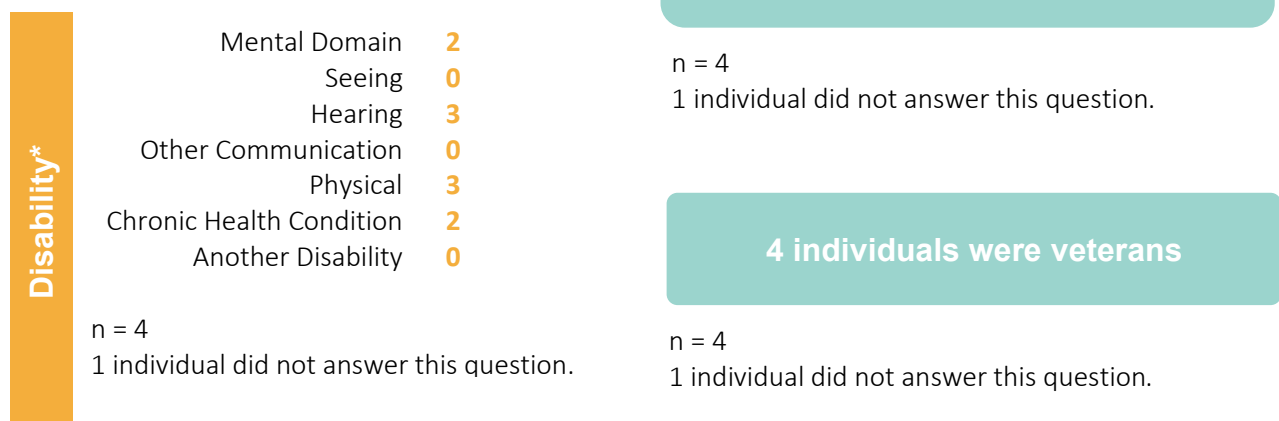 Disability*
Mental Domain 2
Seeing 0
Hearing 3
Other Communication 0
Physical 3
Chronic Health Condition 2
Another Disability 0
n = 4
1 individual did not answer this question.
n = 4
1 individual did not answer this question.
4 individuals were veterans
n = 4
1 individual did not answer this question.